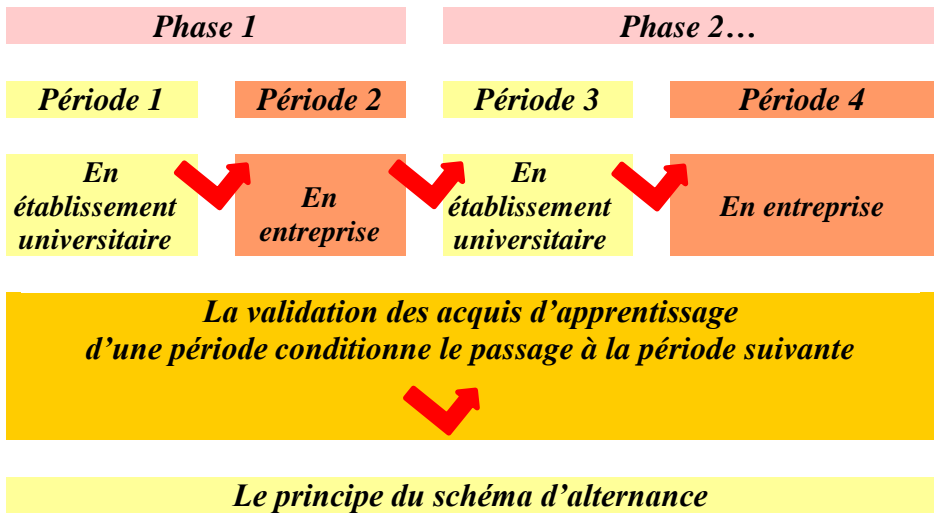 Phase 1
Phase 2…
Période 1
Période 2
Période 3
Période 4
En
établissement
universitaire
En
entreprise
En
établissement
universitaire
En entreprise
La validation des acquis d’apprentissage
d’une période conditionne le passage à la période suivante
Le principe du schéma d’alternance